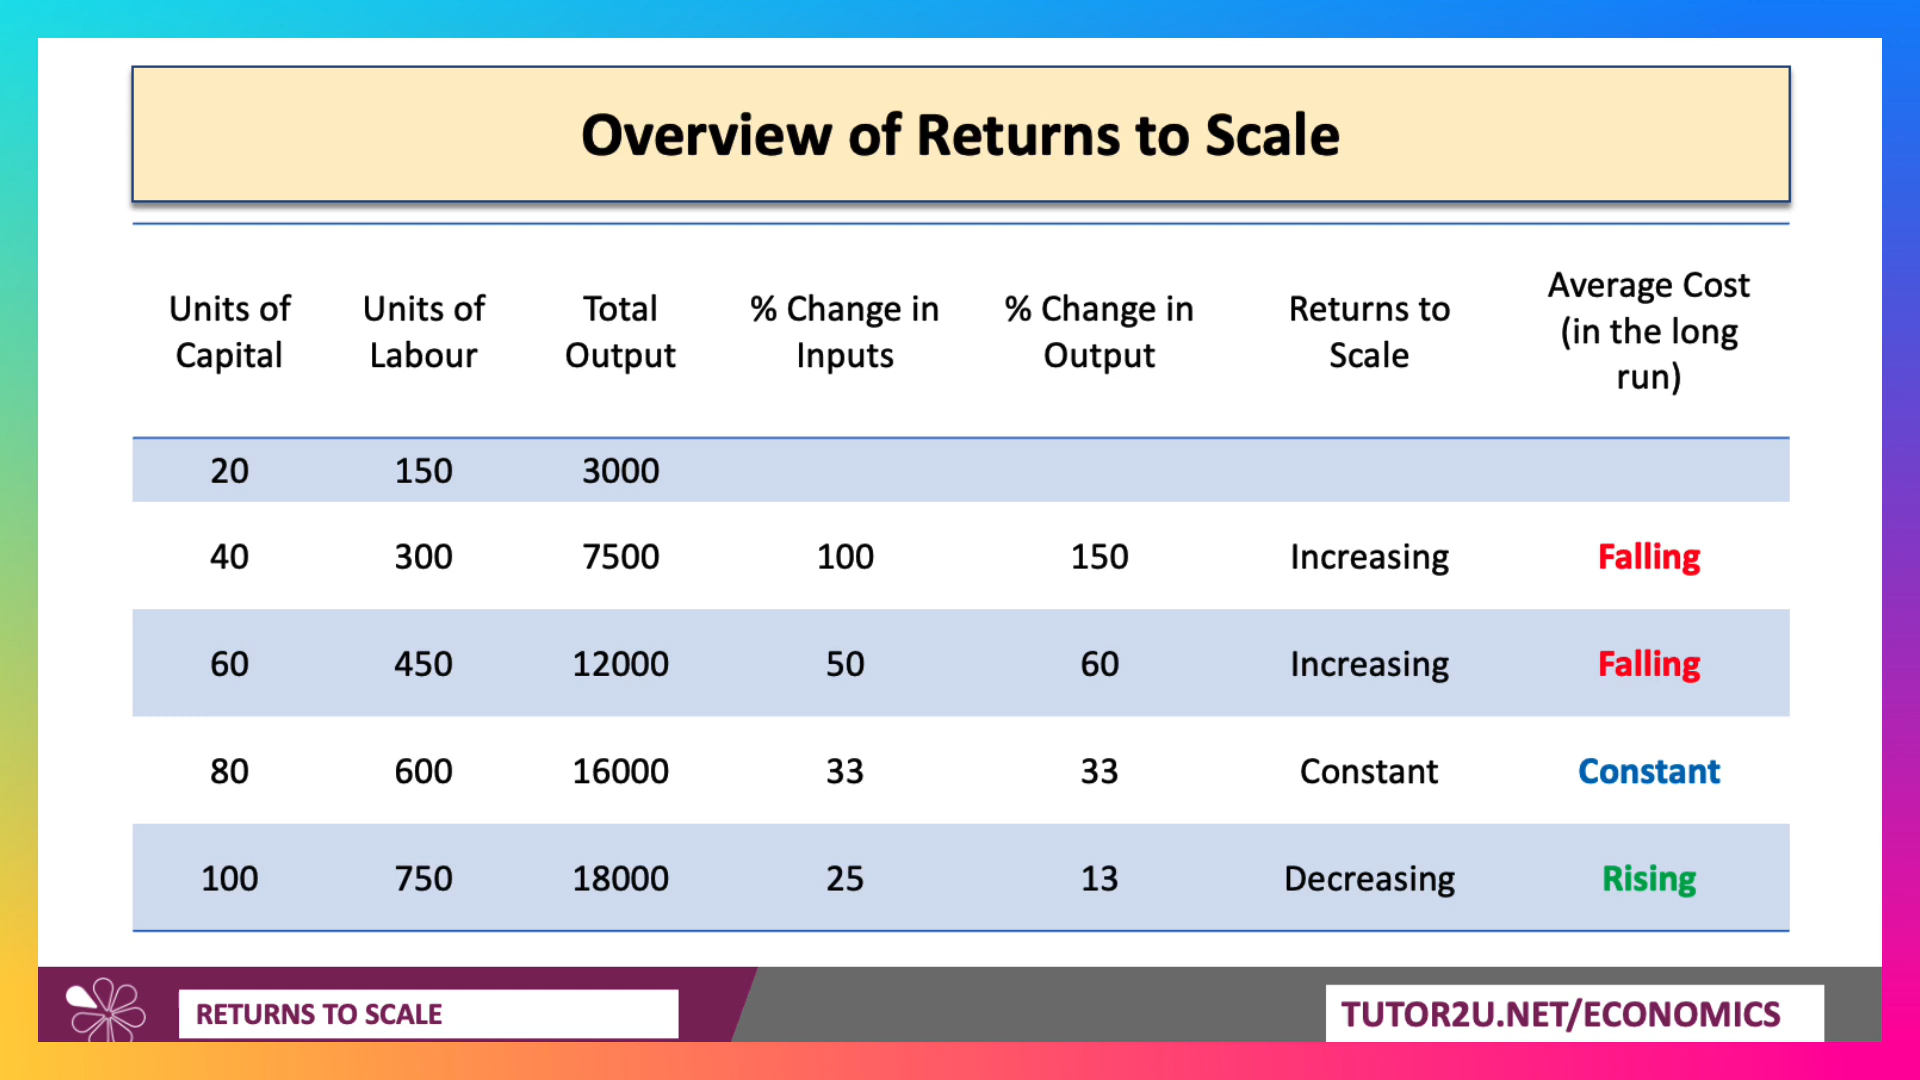 Overview of Returns to Scale
Units of Capital | Units of Labour | Total Output | % Change in Inputs | % Change in Output | Returns to Scale | Average Cost (in the long run)
20 | 150 | 3000
40 | 300 | 7500 | 100 | 150 | Increasing | Falling
60 | 450 | 12000 | 50 | 60 | Increasing | Falling
80 | 600 | 16000 | 33 | 33 | Constant | Constant
100 | 750 | 18000 | 25 | 13 | Decreasing | Rising
RETURNS TO SCALE
TUTOR2U.NET/ECONOMICS